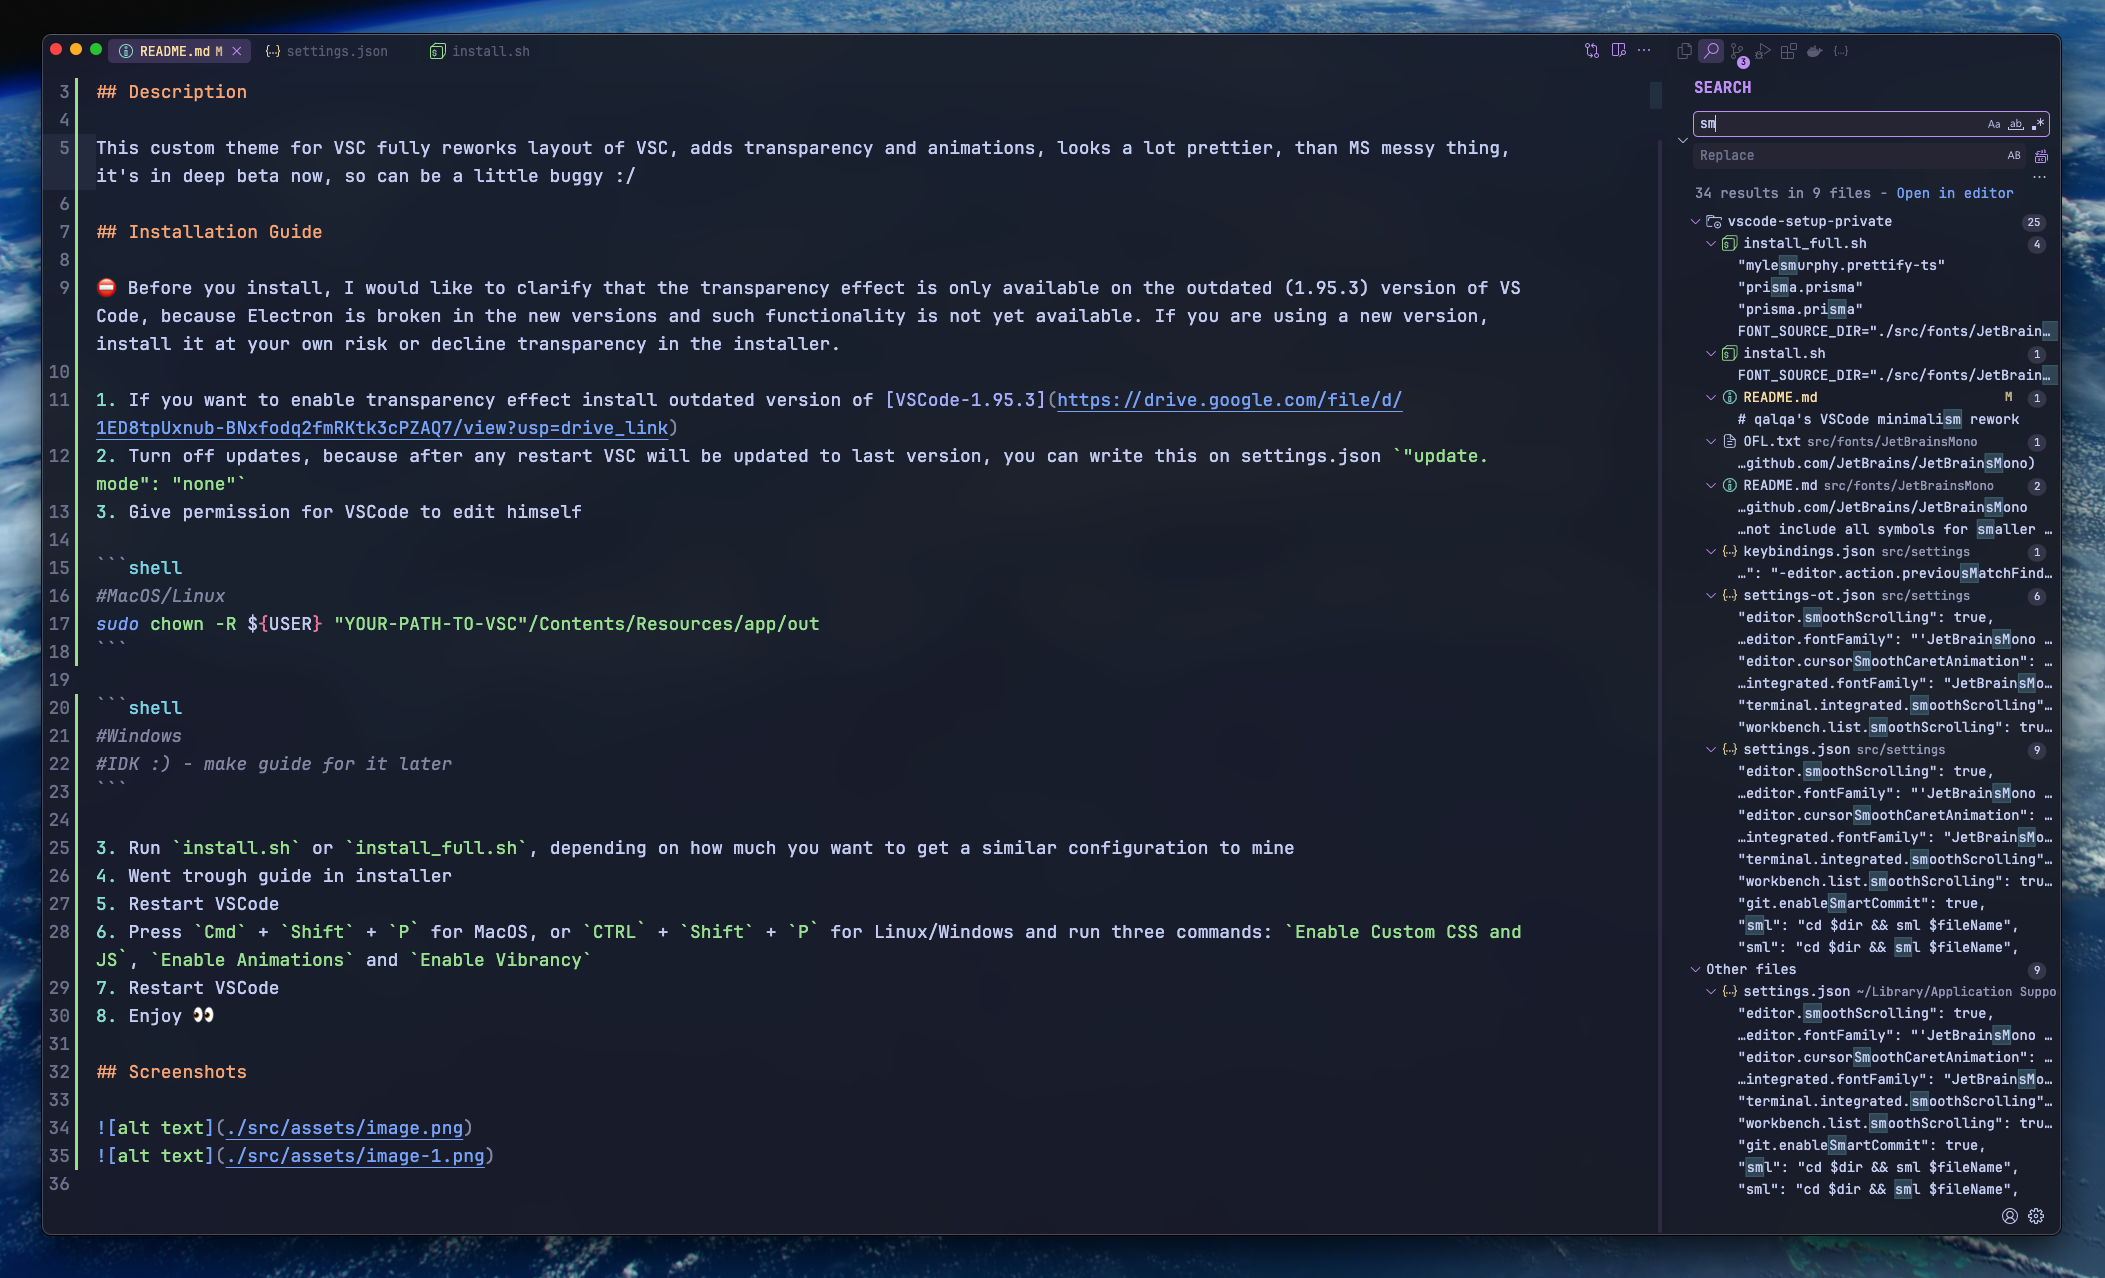 README.md M
settings.json
install.sh
3 ## Description
4
5 This custom theme for VSC fully reworks layout of VSC, adds transparency and animations, looks a lot prettier, than MS messy thing,
it's in deep beta now, so can be a little buggy :/
6
7 ## Installation Guide
8
9 ⛔ Before you install, I would like to clarify that the transparency effect is only available on the outdated (1.95.3) version of VS
Code, because Electron is broken in the new versions and such functionality is not yet available. If you are using a new version,
install it at your own risk or decline transparency in the installer.
10
11 1. If you want to enable transparency effect install outdated version of [VSCode-1.95.3](https://drive.google.com/file/d/
1ED8tpUxnub-BNxfodq2fmRKtk3cPZAQ7/view?usp=drive_link)
12 2. Turn off updates, because after any restart VSC will be updated to last version, you can write this on settings.json `"update.
mode": "none"`
13 3. Give permission for VSCode to edit himself
14
15 ```shell
16 #MacOS/Linux
17 sudo chown -R ${USER} "YOUR-PATH-TO-VSC"/Contents/Resources/app/out
18 ```
19
20 ```shell
21 #Windows
22 #IDK :) - make guide for it later
23 ```
24
25 3. Run `install.sh` or `install_full.sh`, depending on how much you want to get a similar configuration to mine
26 4. Went trough guide in installer
27 5. Restart VSCode
28 6. Press `Cmd` + `Shift` + `P` for MacOS, or `CTRL` + `Shift` + `P` for Linux/Windows and run three commands: `Enable Custom CSS and
JS`, `Enable Animations` and `Enable Vibrancy`
29 7. Restart VSCode
30 8. Enjoy 👀
31
32 ## Screenshots
33
34 ![alt text](./src/assets/image.png)
35 ![alt text](./src/assets/image-1.png)
36
3
SEARCH
sm Aa ab .*
Replace AB
34 results in 9 files - Open in editor
vscode-setup-private 25
install_full.sh 4
"mylesmurphy.prettify-ts"
"prisma.prisma"
"prisma.prisma"
FONT_SOURCE_DIR="./src/fonts/JetBrain…
install.sh 1
FONT_SOURCE_DIR="./src/fonts/JetBrain…
README.md M 1
# qalqa's VSCode minimalism rework
OFL.txt src/fonts/JetBrainsMono 1
…github.com/JetBrains/JetBrainsMono)
README.md src/fonts/JetBrainsMono 2
…github.com/JetBrains/JetBrainsMono
…not include all symbols for smaller …
keybindings.json src/settings 1
…": "-editor.action.previousMatchFind…
settings-ot.json src/settings 6
"editor.smoothScrolling": true,
…editor.fontFamily": "'JetBrainsMono …
"editor.cursorSmoothCaretAnimation": …
…integrated.fontFamily": "JetBrainsMo…
"terminal.integrated.smoothScrolling"…
"workbench.list.smoothScrolling": tru…
settings.json src/settings 9
"editor.smoothScrolling": true,
…editor.fontFamily": "'JetBrainsMono …
"editor.cursorSmoothCaretAnimation": …
…integrated.fontFamily": "JetBrainsMo…
"terminal.integrated.smoothScrolling"…
"workbench.list.smoothScrolling": tru…
"git.enableSmartCommit": true,
"sml": "cd $dir && sml $fileName",
"sml": "cd $dir && sml $fileName",
Other files 9
settings.json ~/Library/Application Suppo
"editor.smoothScrolling": true,
…editor.fontFamily": "'JetBrainsMono …
"editor.cursorSmoothCaretAnimation": …
…integrated.fontFamily": "JetBrainsMo…
"terminal.integrated.smoothScrolling"…
"workbench.list.smoothScrolling": tru…
"git.enableSmartCommit": true,
"sml": "cd $dir && sml $fileName",
"sml": "cd $dir && sml $fileName",